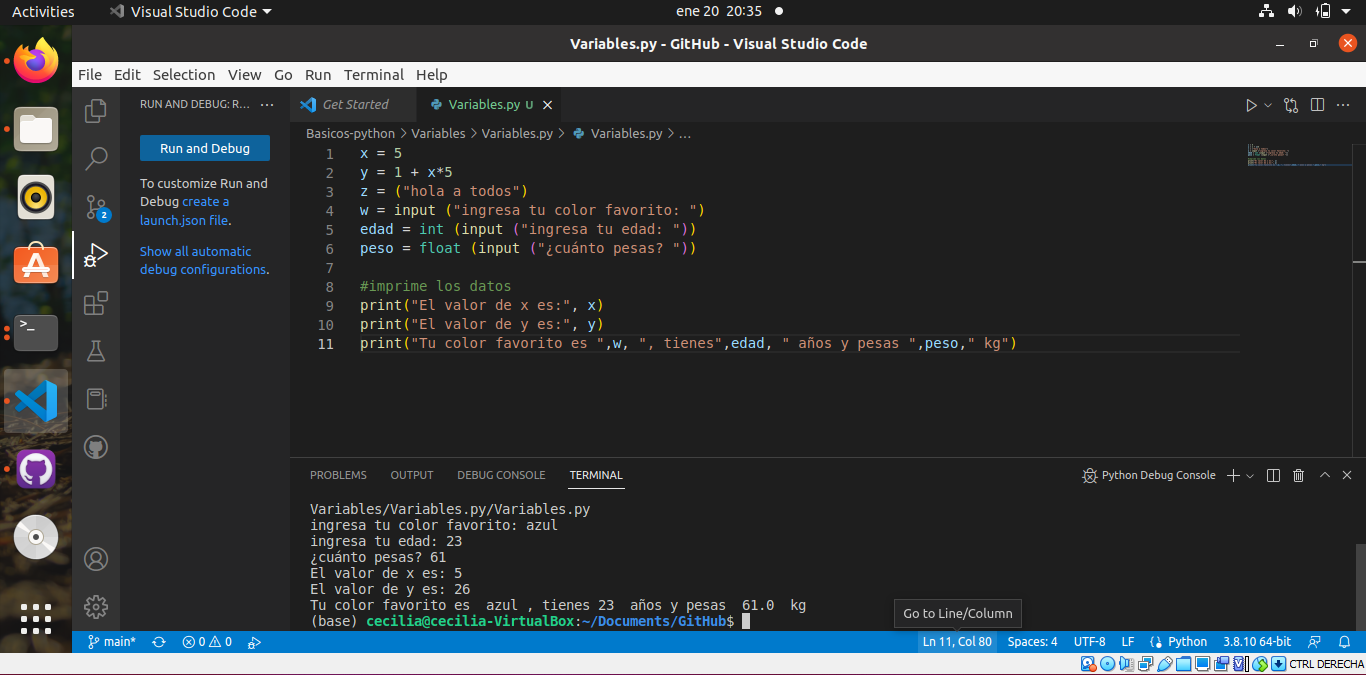 Activities
Visual Studio Code
ene 20 20:35
Variables.py - GitHub - Visual Studio Code
File Edit Selection View Go Run Terminal Help
RUN AND DEBUG: R...
Get Started
Variables.py U
Run and Debug
To customize Run and
Debug create a
launch.json file.
Show all automatic
debug configurations.
2
Basicos-python > Variables > Variables.py > Variables.py > ...
1 x = 5
2 y = 1 + x*5
3 z = ("hola a todos")
4 w = input ("ingresa tu color favorito: ")
5 edad = int (input ("ingresa tu edad: "))
6 peso = float (input ("¿cuánto pesas? "))
7
8 #imprime los datos
9 print("El valor de x es:", x)
10 print("El valor de y es:", y)
11 print("Tu color favorito es ",w, ", tienes",edad, " años y pesas ",peso," kg")
PROBLEMS OUTPUT DEBUG CONSOLE TERMINAL
Python Debug Console
Variables/Variables.py/Variables.py
ingresa tu color favorito: azul
ingresa tu edad: 23
¿cuánto pesas? 61
El valor de x es: 5
El valor de y es: 26
Tu color favorito es  azul , tienes 23  años y pesas  61.0  kg
(base) cecilia@cecilia-VirtualBox:~/Documents/GitHub$
Go to Line/Column
main* 0 0
Ln 11, Col 80 Spaces: 4 UTF-8 LF Python 3.8.10 64-bit
CTRL DERECHA